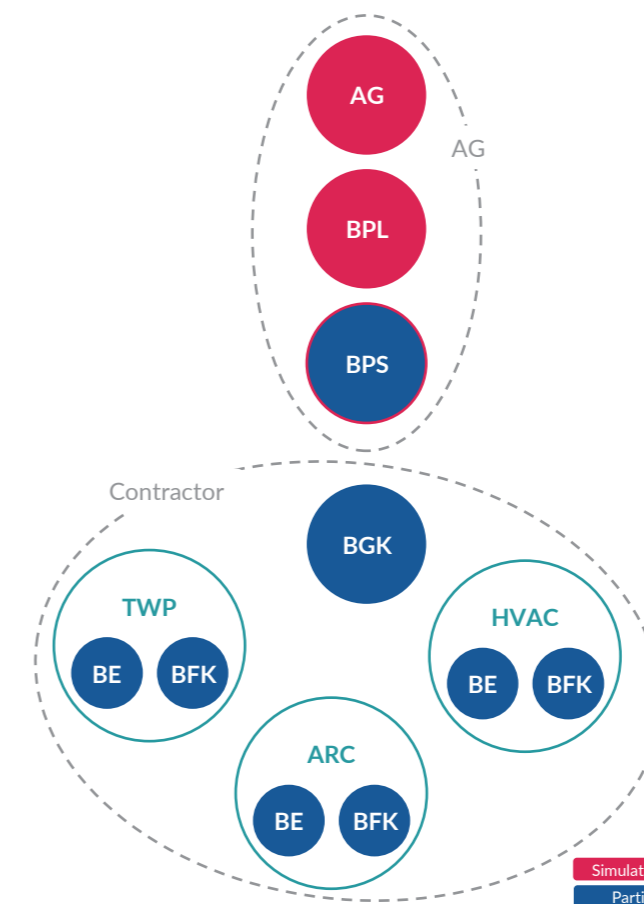 AG
AG
BPL
BPS
Contractor
BGK
TWP
BE BFK
HVAC
BE BFK
ARC
BE BFK